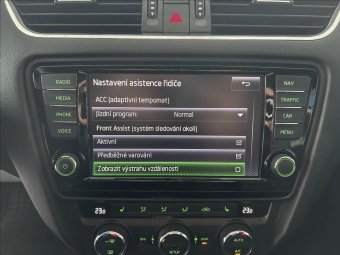 Nastavení asistence řidiče
RADIO
MEDIA
PHONE
VOICE
ACC (adaptivní tempomat)
Jízdní program: Normal
Front Assist (systém sledování okolí)
Aktivní
Předběžné varování
Zobrazit výstrahu vzdálenosti
NAV
TRAFFIC
CAR
MENU
SETUP
A/C